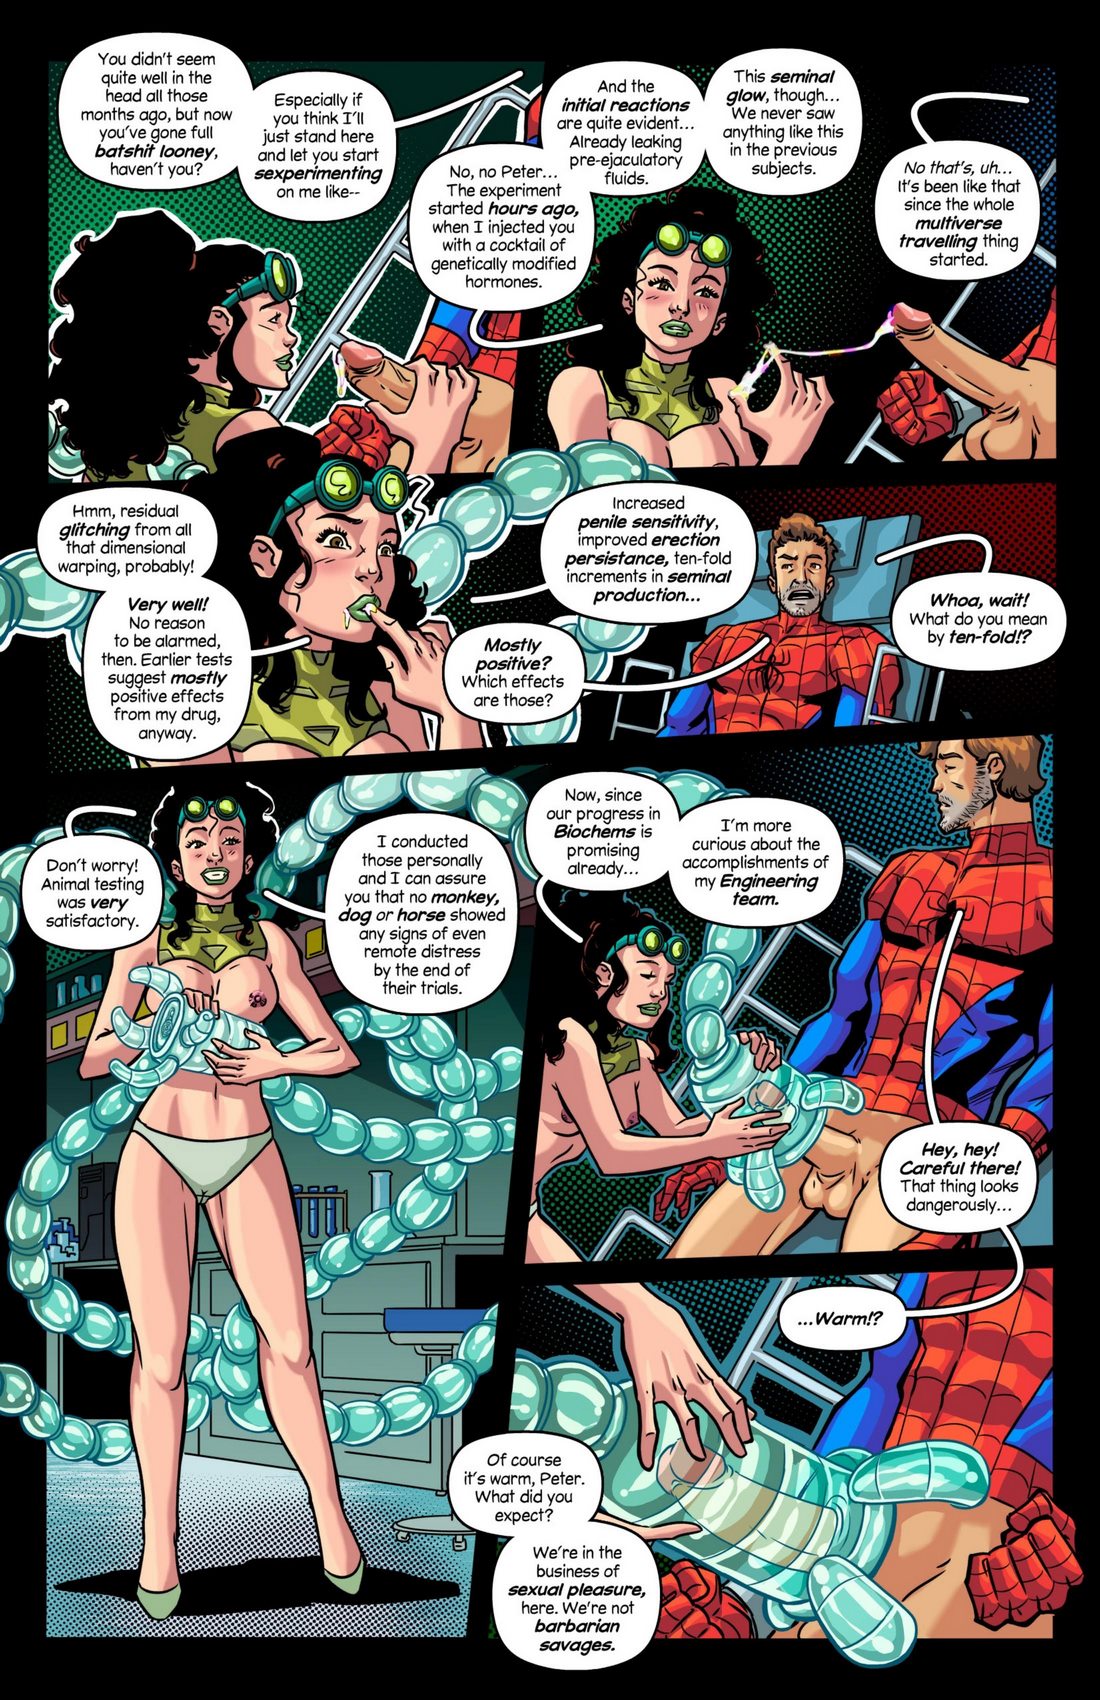 You didn't seem
quite well in the
head all those
months ago, but now
you've gone full
batshit looney,
haven't you?
Especially if
you think I'll
just stand here
and let you start
sexperimenting
on me like--
No, no Peter...
The experiment
started hours ago,
when I injected you
with a cocktail of
genetically modified
hormones.
And the
initial reactions
are quite evident...
Already leaking
pre-ejaculatory
fluids.
This seminal
glow, though...
We never saw
anything like this
in the previous
subjects.
No that's, uh...
It's been like that
since the whole
multiverse
travelling thing
started.
Hmm, residual
glitching from all
that dimensional
warping, probably!
Very well!
No reason
to be alarmed,
then. Earlier tests
suggest mostly
positive effects
from my drug,
anyway.
Mostly
positive?
Which effects
are those?
Increased
penile sensitivity,
improved erection
persistance, ten-fold
increments in seminal
production...
Whoa, wait!
What do you mean
by ten-fold!?
Don't worry!
Animal testing
was very
satisfactory.
I conducted
those personally
and I can assure
you that no monkey,
dog or horse showed
any signs of even
remote distress
by the end of
their trials.
Now, since
our progress in
Biochems is
promising
already...
I'm more
curious about the
accomplishments of
my Engineering
team.
Hey, hey!
Careful there!
That thing looks
dangerously...
...Warm!?
Of course
it's warm, Peter.
What did you
expect?
We're in the
business of
sexual pleasure,
here. We're not
barbarian
savages.